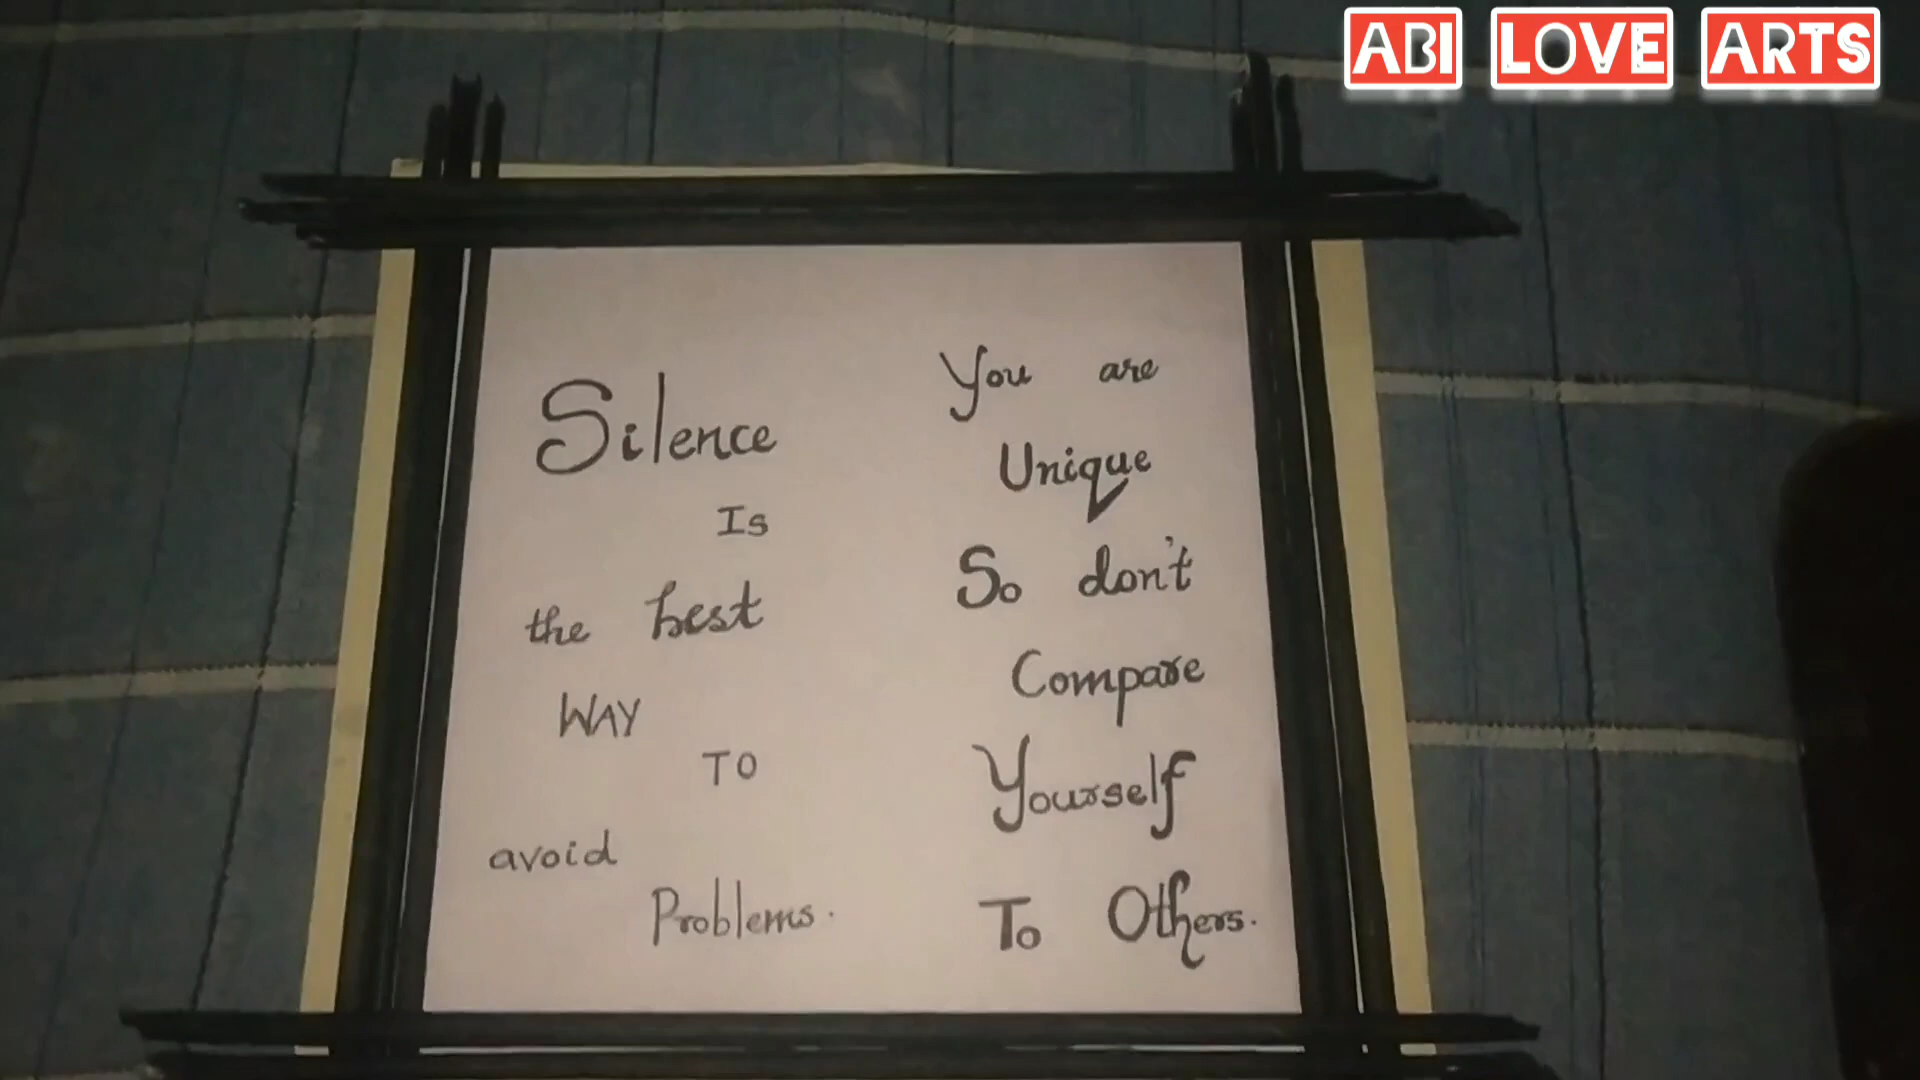 ABI LOVE ARTS
Silence
Is
the best
WAY
TO
avoid
Problems.
You are
Unique
So don't
Compare
Yourself
To Others.